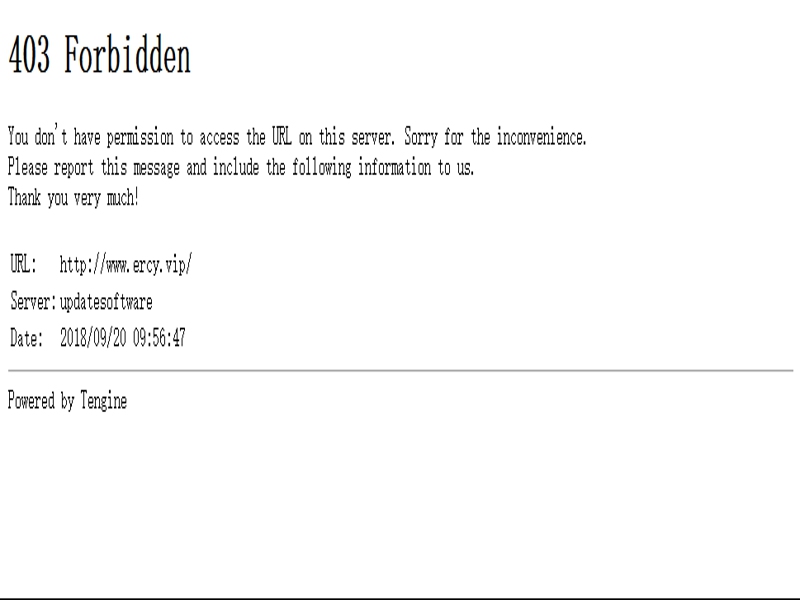 403 Forbidden
You don't have permission to access the URL on this server. Sorry for the inconvenience.
Please report this message and include the following information to us.
Thank you very much!
URL: http://www.ercy.vip/
Server: updatesoftware
Date: 2018/09/20 09:56:47
Powered by Tengine